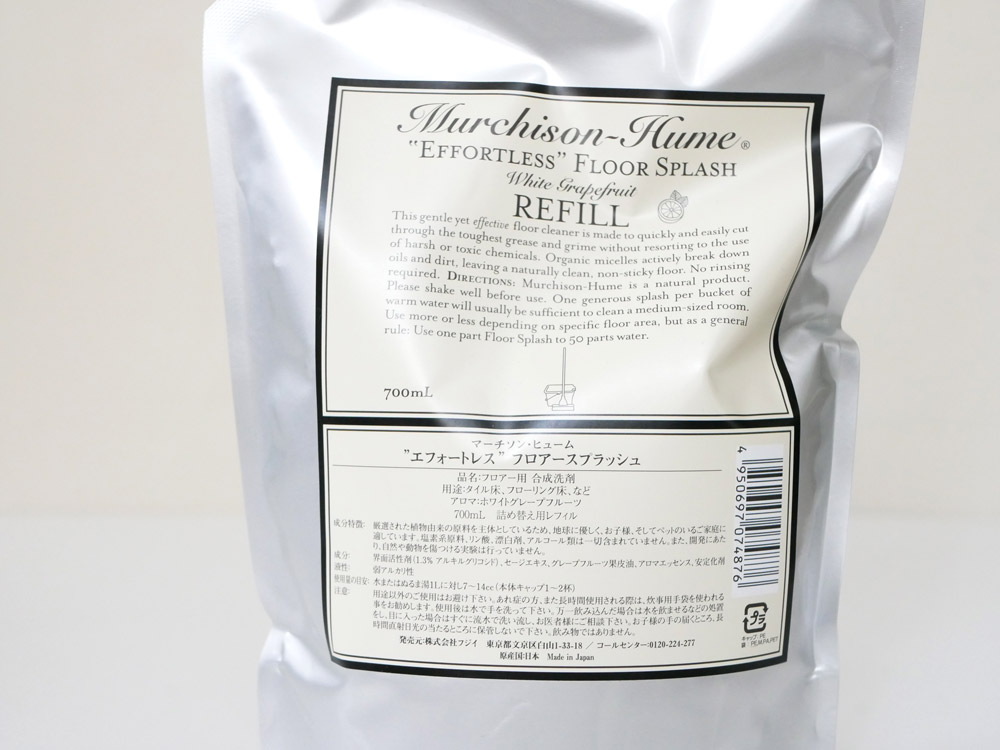 Murchison-Hume®
"EFFORTLESS" FLOOR SPLASH
White Grapefruit
REFILL
This gentle yet effective floor cleaner is made to quickly and easily cut
through the toughest grease and grime without resorting to the use
of harsh or toxic chemicals. Organic micelles actively break down
oils and dirt, leaving a naturally clean, non-sticky floor. No rinsing
required. DIRECTIONS: Murchison-Hume is a natural product.
Please shake well before use. One generous splash per bucket of
warm water will usually be sufficient to clean a medium-sized room.
Use more or less depending on specific floor area, but as a general
rule: Use one part Floor Splash to 50 parts water.
700mL
マーチソン・ヒューム
"エフォートレス" フロアースプラッシュ
品名:フロアー用 合成洗剤
用途:タイル床、フローリング床、など
アロマ:ホワイトグレープフルーツ
700mL 詰め替え用レフィル
成分特徴: 厳選された植物由来の原料を主体としているため、地球に優しく、お子様、そしてペットのいるご家庭に
適しています。塩素系原料、リン酸、漂白剤、アルコール類は一切含まれていません。また、開発にあた
り、自然や動物を傷つける実験は行っていません。
成分: 界面活性剤(1.3% アルキルグリコシド)、セージエキス、グレープフルーツ果皮油、アロマエッセンス、安定化剤
液性: 弱アルカリ性
使用量の目安: 水またはぬるま湯1Lに対し7～14cc (本体キャップ1～2杯)
注意: 用途以外のご使用はお避け下さい。あれ症の方、また長時間使用される際は、炊事用手袋を使われる
事をお勧めします。使用後は水で手を洗って下さい。万一飲み込んだ場合は水を飲ませるなどの処置
をし、目に入った場合はすぐに流水で洗い流し、お医者様にご相談下さい。お子様の手の届くところ、長
時間直射日光の当たるところに保管しないで下さい。飲み物ではありません。
発売元:株式会社フジイ 東京都文京区白山1-33-18 / コールセンター:0120-224-277
原産国:日本 Made in Japan
4 950697 074876
プラ
キャップ: PE
袋: PE,M/PA,PET